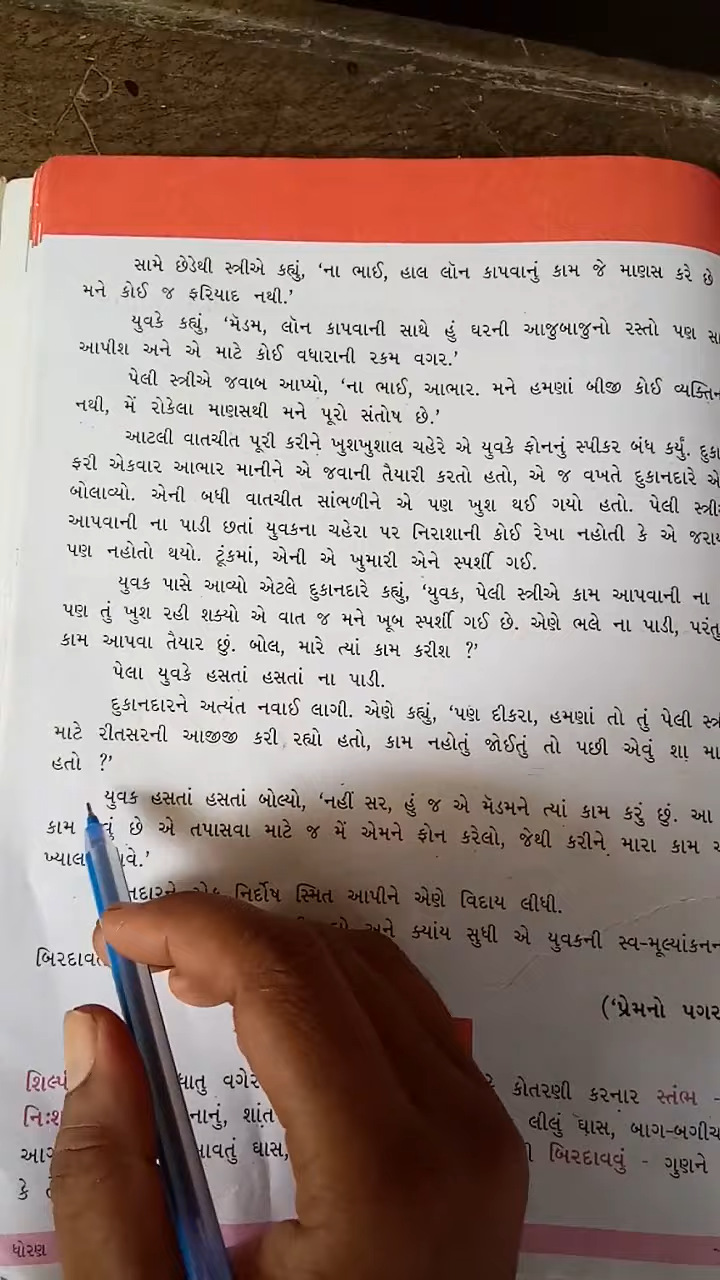 સામે છેડેથી સ્ત્રીએ કહ્યું, ‘ના ભાઈ, હાલ લૉન કાપવાનું કામ જે માણસ કરે છે
મને કોઈ જ ફરિયાદ નથી.’
યુવકે કહ્યું, ‘મૅડમ, લૉન કાપવાની સાથે હું ઘરની આજુબાજુનો રસ્તો પણ
આપીશ અને એ માટે કોઈ વધારાની રકમ વગર.’
પેલી સ્ત્રીએ જવાબ આપ્યો, ‘ના ભાઈ, આભાર. મને હમણાં બીજી કોઈ
નથી, મેં રોકેલા માણસથી મને પૂરો સંતોષ છે.’
આટલી વાતચીત પૂરી કરીને ખુશખુશાલ ચહેરે એ યુવકે ફોનનું સ્પીકર બંધ કર્યું.
ફરી એકવાર આભાર માનીને એ જવાની તૈયારી કરતો હતો, એ જ વખતે દુકાનદારે
બોલાવ્યો. એની બધી વાતચીત સાંભળીને એ પણ ખુશ થઈ ગયો હતો. પેલી
આપવાની ના પાડી છતાં યુવકના ચહેરા પર નિરાશાની કોઈ રેખા નહોતી કે એ
પણ નહોતો થયો. ટૂંકમાં, એની એ ખુમારી એને સ્પર્શી ગઈ.
યુવક પાસે આવ્યો એટલે દુકાનદારે કહ્યું, ‘યુવક, પેલી સ્ત્રીએ કામ આપવાની ના
પણ તું ખુશ રહી શક્યો એ વાત જ મને ખૂબ સ્પર્શી ગઈ છે. એણે ભલે ના પાડી, પરંતુ
કામ આપવા તૈયાર છું. બોલ, મારે ત્યાં કામ કરીશ ?’
પેલા યુવકે હસતાં હસતાં ના પાડી.
દુકાનદારને અત્યંત નવાઈ લાગી. એણે કહ્યું, ‘પણ દીકરા, હમણાં તો તું પેલી
માટે રીતસરની આજીજી કરી રહ્યો હતો, કામ નહોતું જોઈતું તો પછી એવું શા
હતો ?’
યુવક હસતાં હસતાં બોલ્યો, ‘નહીં સર, હું જ એ મૅડમને ત્યાં કામ કરું છું. આ
કામ છે એ તપાસવા માટે જ મેં એમને ફોન કરેલો, જેથી કરીને મારા કામ
નિર્દોષ સ્મિત આપીને એણે વિદાય લીધી.
અને ક્યાંય સુધી એ યુવકની
(‘પ્રેમનો
વગેરે કોતરણી કરનાર સ્તંભ -
લીલું ઘાસ,
ઘાસ, બિરદાવવું - ગુણને
કે
ધોરણ